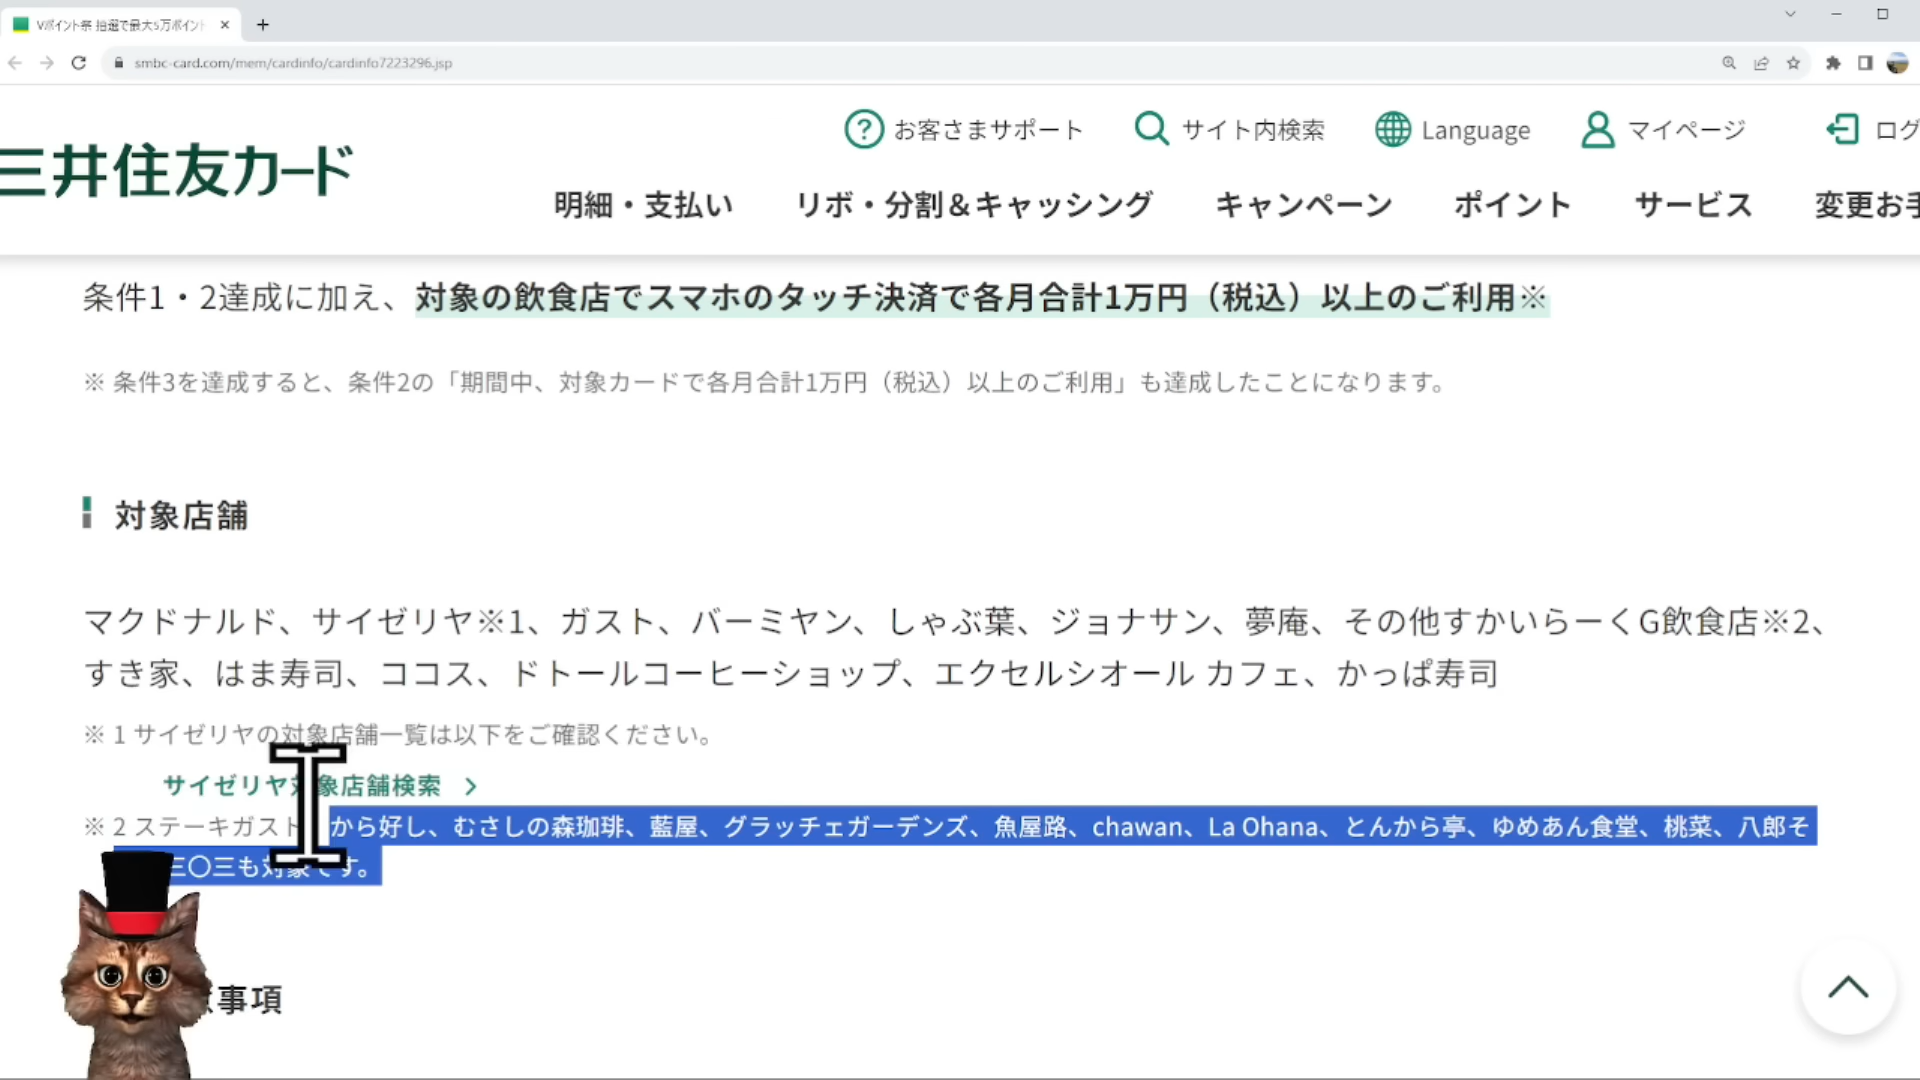 Vポイント祭 抽選で最大5万ポイント
smbc-card.com/mem/cardinfo/cardinfo7223296.jsp
お客さまサポート サイト内検索 Language マイページ ログ
三井住友カード
明細・支払い リボ・分割＆キャッシング キャンペーン ポイント サービス 変更お手
条件1・2達成に加え、対象の飲食店でスマホのタッチ決済で各月合計1万円（税込）以上のご利用※
※ 条件3を達成すると、条件2の「期間中、対象カードで各月合計1万円（税込）以上のご利用」も達成したことになります。
対象店舗
マクドナルド、サイゼリヤ※1、ガスト、バーミヤン、しゃぶ葉、ジョナサン、夢庵、その他すかいらーくG飲食店※2、
すき家、はま寿司、ココス、ドトールコーヒーショップ、エクセルシオール カフェ、かっぱ寿司
※ 1 サイゼリヤの対象店舗一覧は以下をご確認ください。
サイゼリヤ対象店舗検索
※ 2 ステーキガスト から好し、むさしの森珈琲、藍屋、グラッチェガーデンズ、魚屋路、chawan、La Ohana、とんから亭、ゆめあん食堂、桃菜、八郎そ
三〇三も対象です。
事項